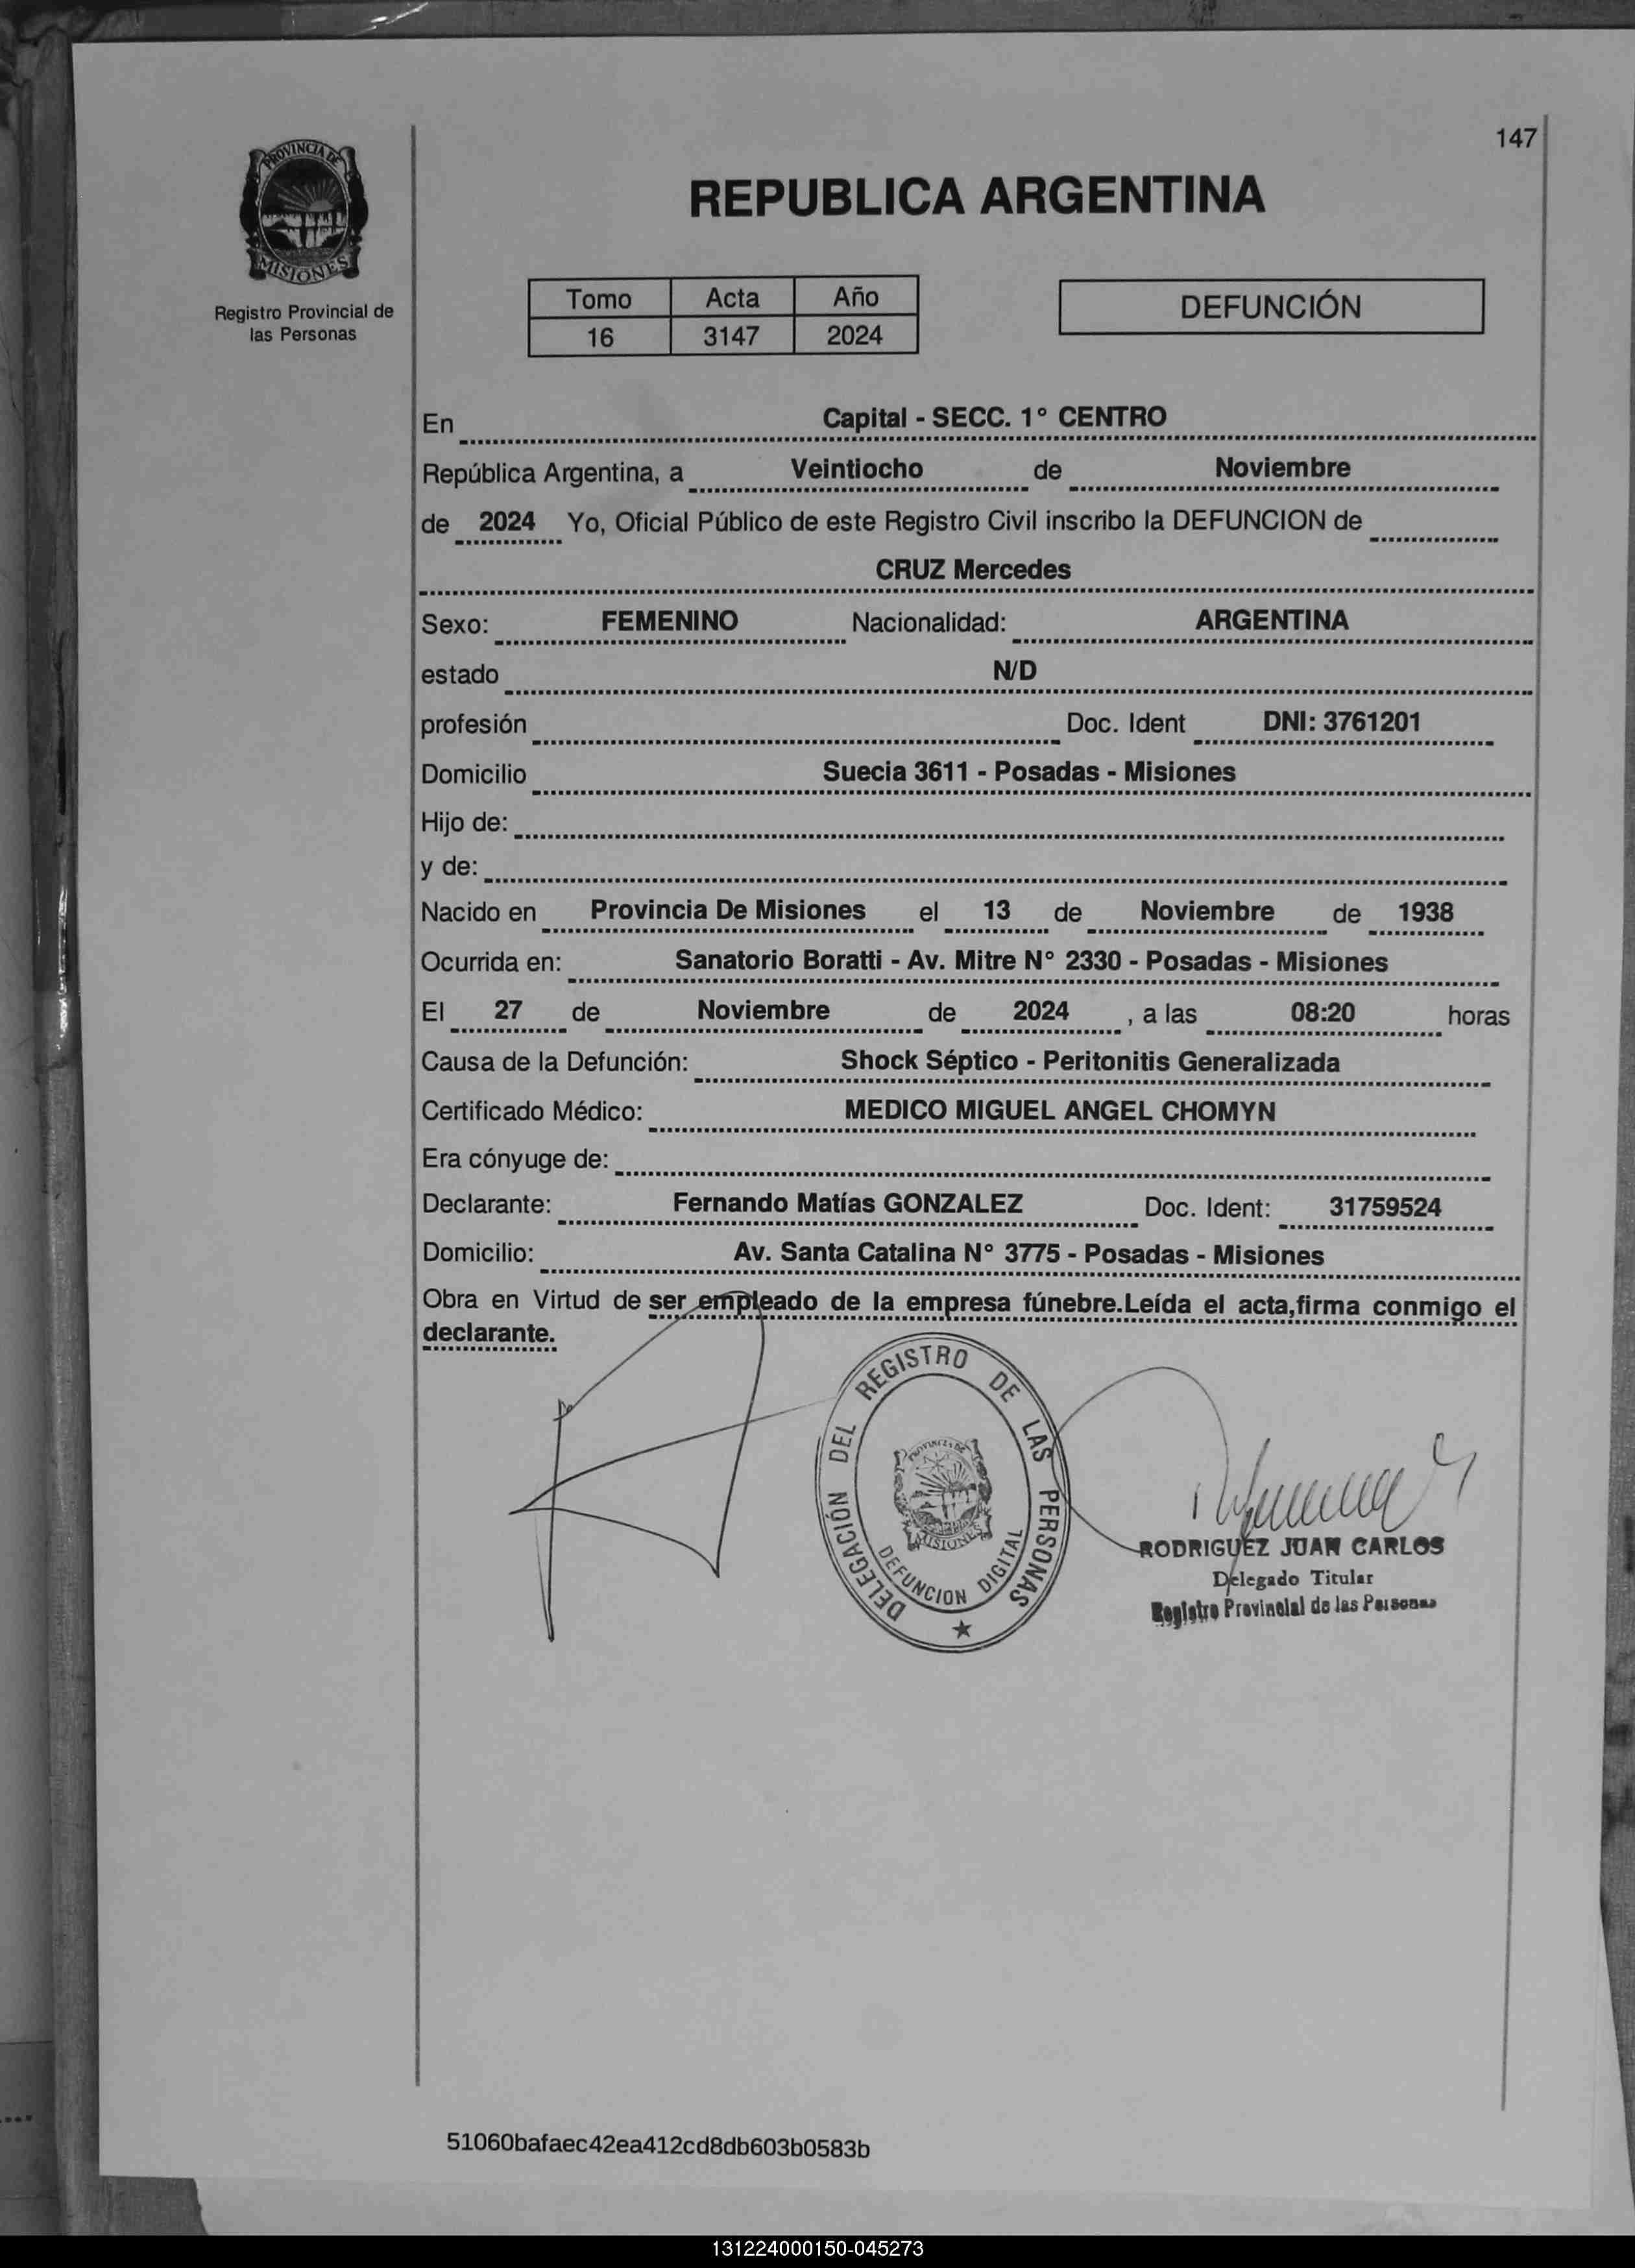 147
PROVINCIA DE
MISIONES
Registro Provincial de
las Personas
REPUBLICA ARGENTINA
Tomo Acta Año
16 3147 2024
DEFUNCIÓN
En Capital - SECC. 1° CENTRO
República Argentina, a Veintiocho de Noviembre
de 2024 Yo, Oficial Público de este Registro Civil inscribo la DEFUNCION de
CRUZ Mercedes
Sexo: FEMENINO Nacionalidad: ARGENTINA
estado N/D
profesión Doc. Ident DNI: 3761201
Domicilio Suecia 3611 - Posadas - Misiones
Hijo de:
y de:
Nacido en Provincia De Misiones el 13 de Noviembre de 1938
Ocurrida en: Sanatorio Boratti - Av. Mitre N° 2330 - Posadas - Misiones
El 27 de Noviembre de 2024 , a las 08:20 horas
Causa de la Defunción: Shock Séptico - Peritonitis Generalizada
Certificado Médico: MEDICO MIGUEL ANGEL CHOMYN
Era cónyuge de:
Declarante: Fernando Matías GONZALEZ Doc. Ident: 31759524
Domicilio: Av. Santa Catalina N° 3775 - Posadas - Misiones
Obra en Virtud de ser empleado de la empresa fúnebre.Leída el acta,firma conmigo el
declarante.
DELEGACIÓN DEL REGISTRO DE LAS PERSONAS
PROVINCIA DE
MISIONES
DEFUNCION DIGITAL
RODRIGUEZ JUAN CARLOS
Delegado Titular
Registro Provincial de las Personas
51060bafaec42ea412cd8db603b0583b
131224000150-045273